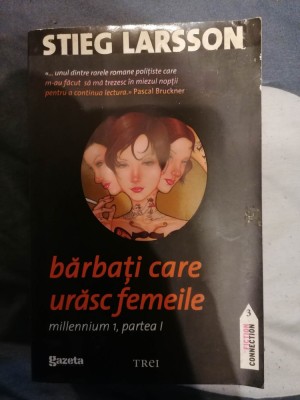 STIEG LARSSON
«... unul dintre rarele romane polițiste care
m-au făcut să mă trezesc în miezul nopții
pentru a continua lectura.» Pascal Bruckner
bărbați care
urăsc femeile
millennium 1, partea I
gazeta
TREI
3
FICTION
CONNECTION